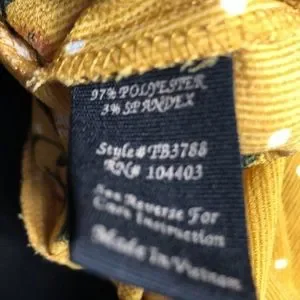 97% POLYESTER
3% SPANDEX
Style# TB3788
RN# 104403
See Reverse For
Care Instruction
Made in Vietnam